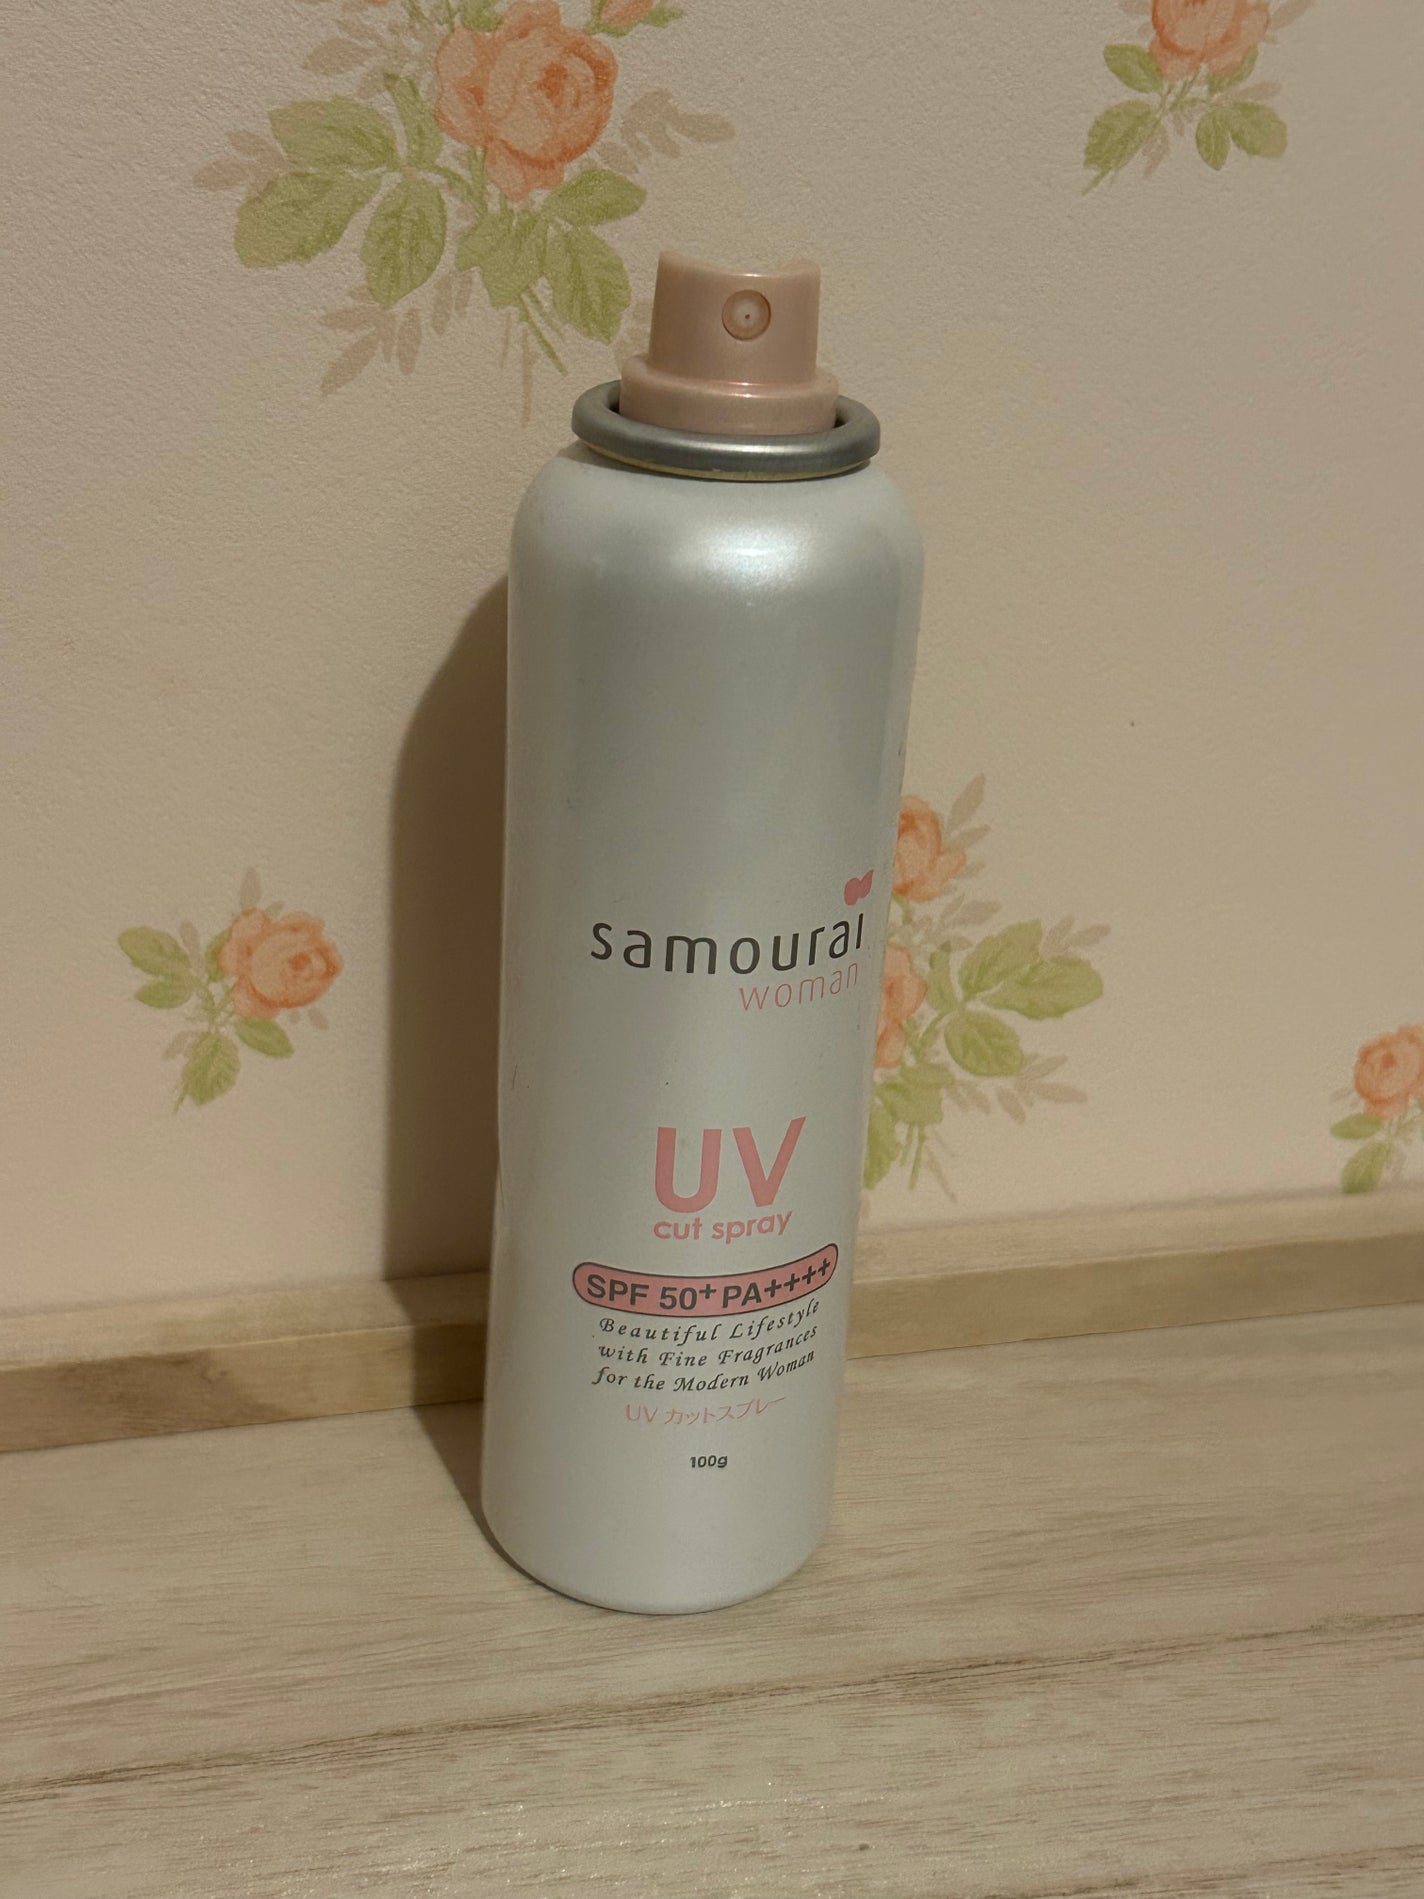 samourai
woman
UV
cut spray
SPF 50+ PA++++
Beautiful Lifestyle
with Fine Fragrances
for the Modern Woman
UV カットスプレー
100g